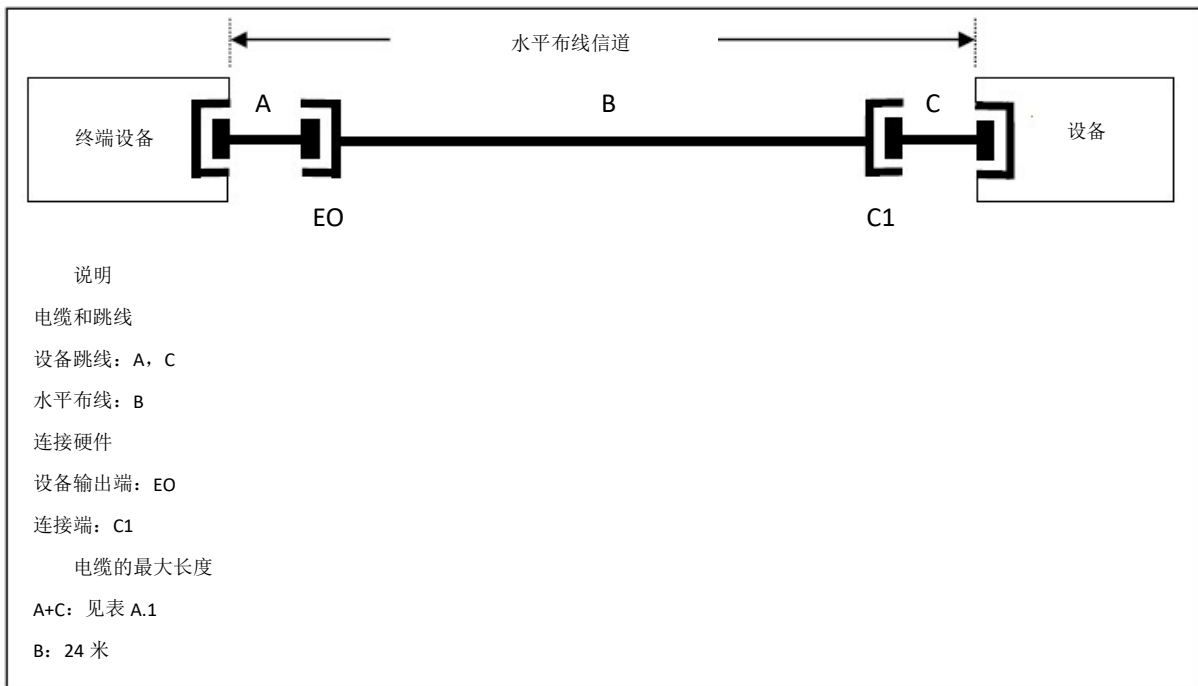 水平布线信道
A
B
C
终端设备
设备
EO
C1
说明
电缆和跳线
设备跳线：A，C
水平布线：B
连接硬件
设备输出端：EO
连接端：C1
电缆的最大长度
A+C：见表 A.1
B：24 米